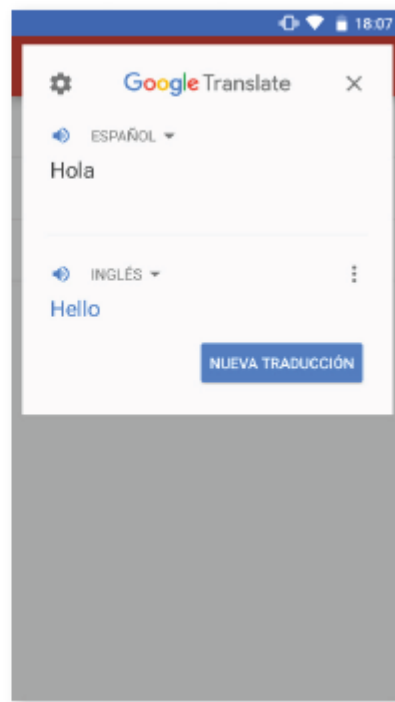 18:07
Google Translate
ESPAÑOL
Hola
INGLÉS
Hello
NUEVA TRADUCCIÓN